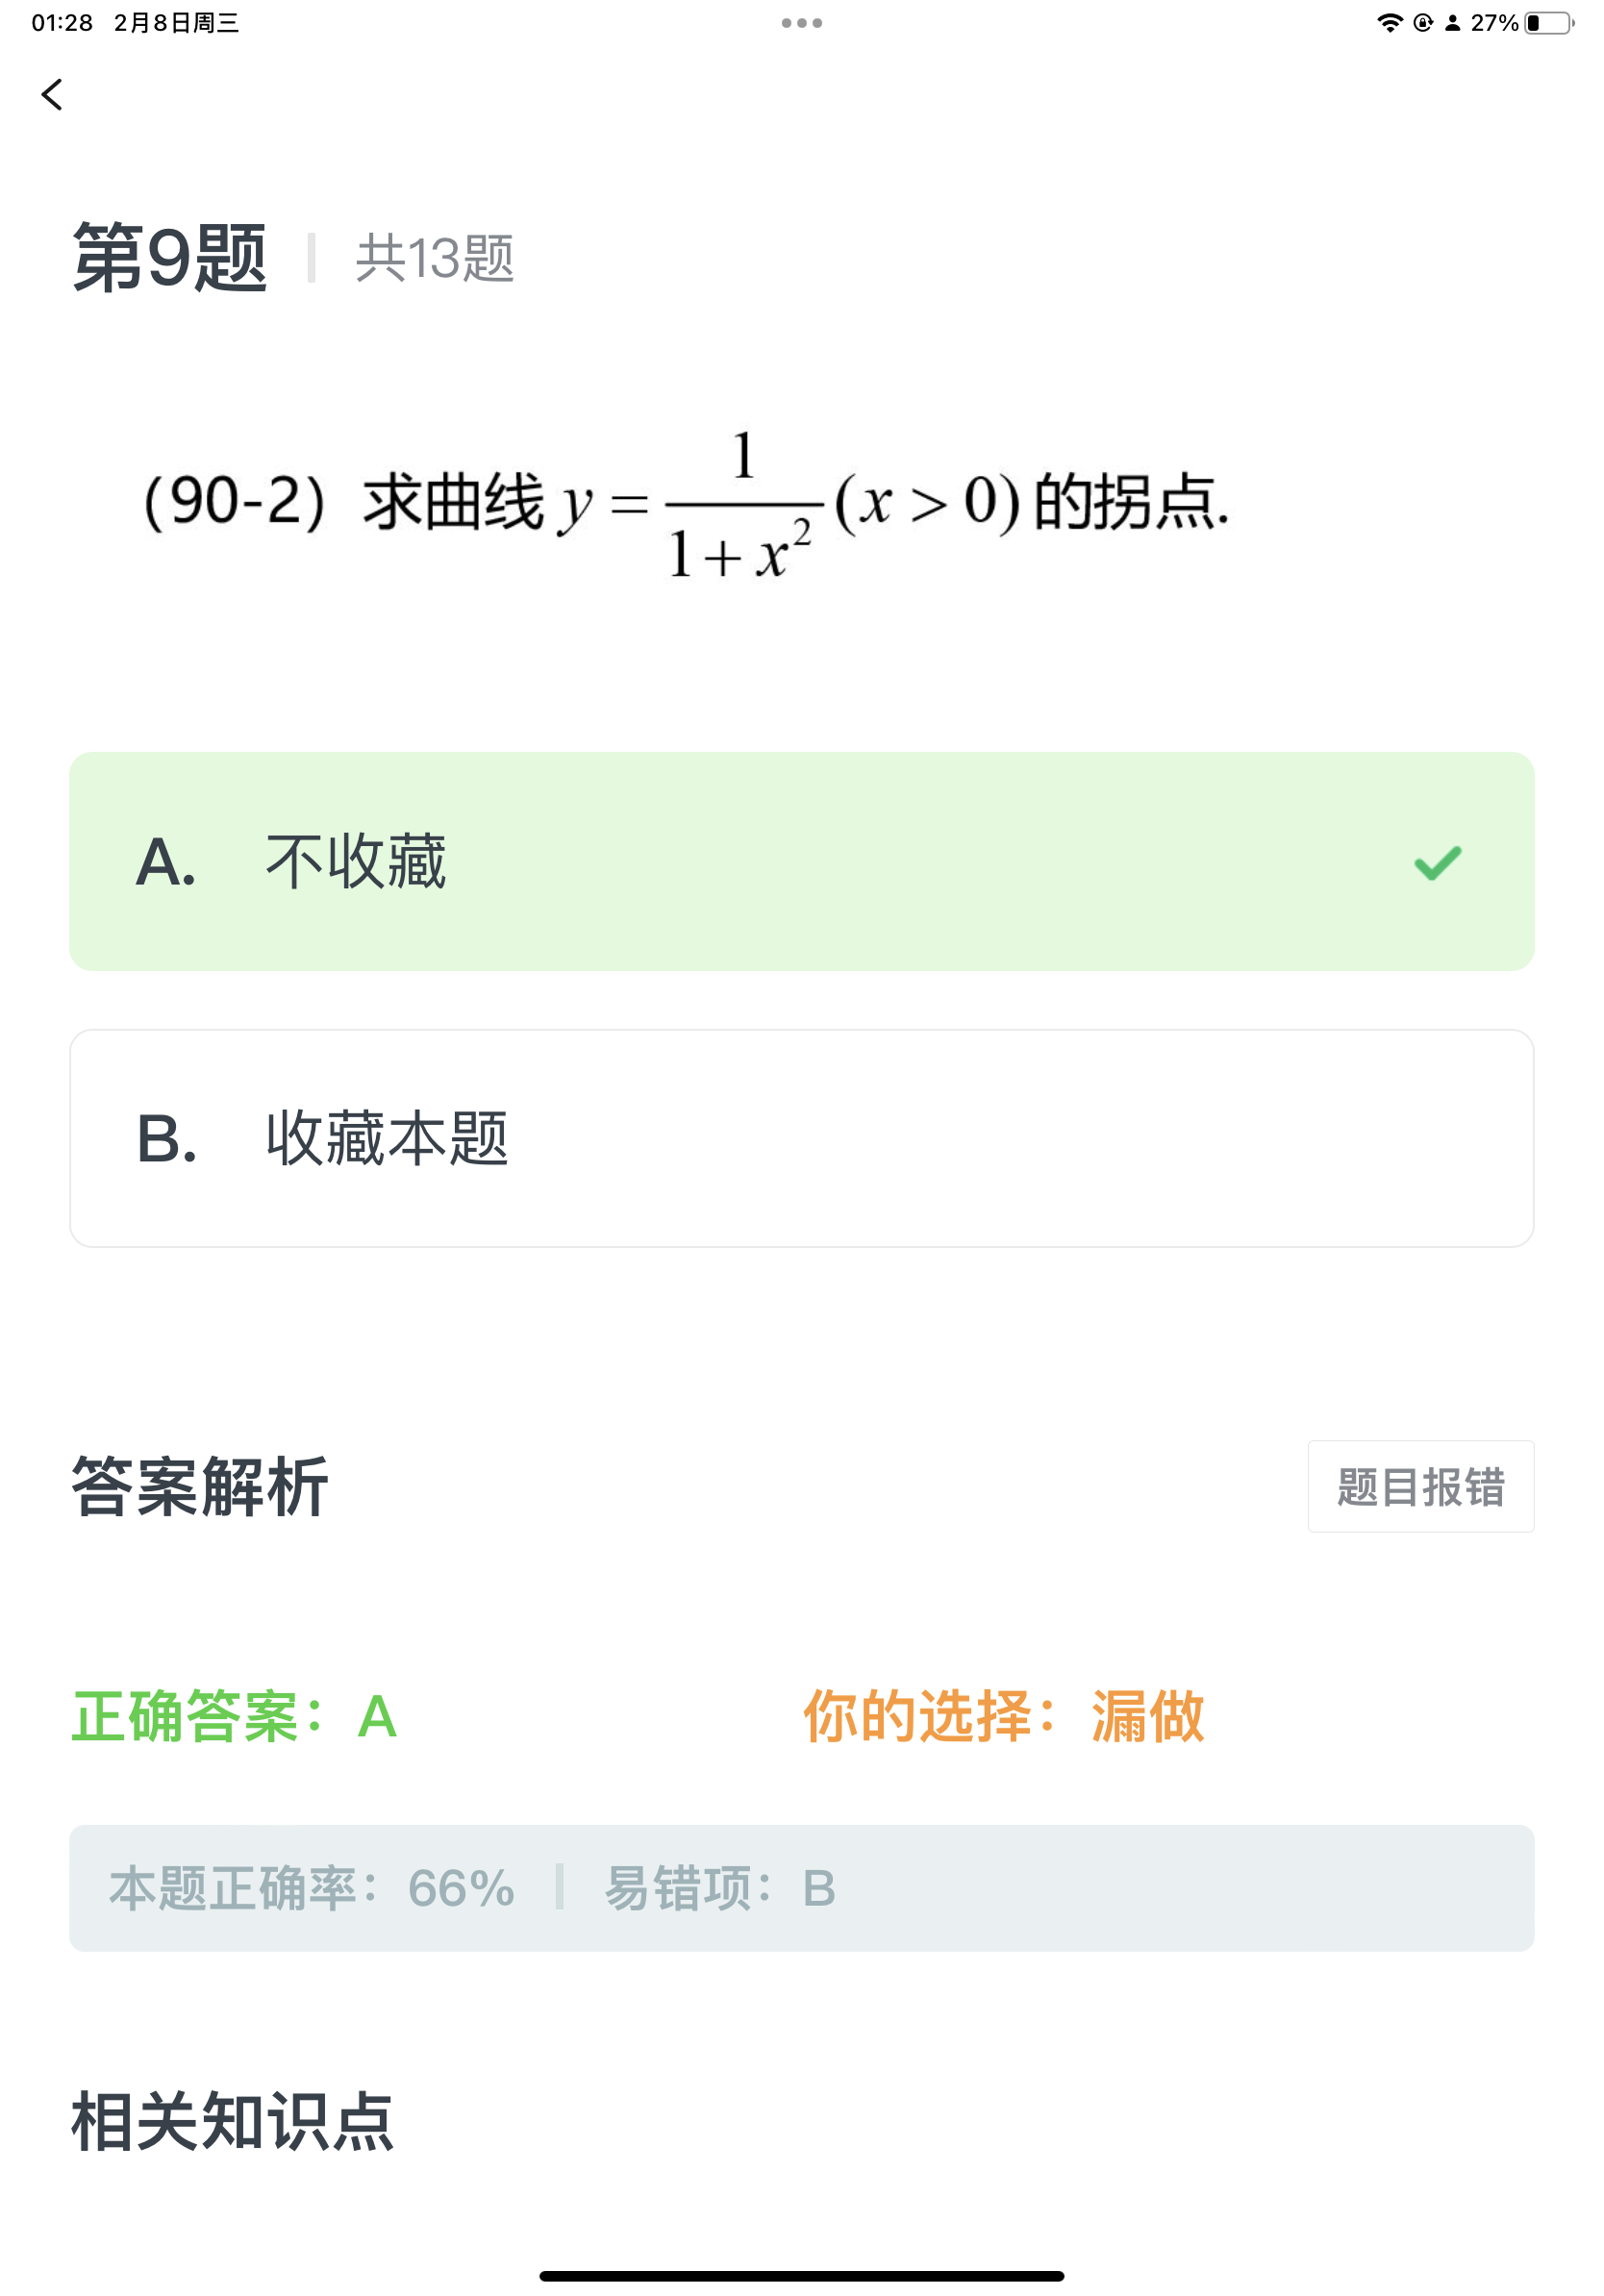 01:28 2月8日周三
27%
第9题 共13题
（90-2）求曲线 y = \frac{1}{1+x^2} (x > 0) 的拐点.
A. 不收藏
B. 收藏本题
答案解析 题目报错
正确答案：A 你的选择：漏做
本题正确率：66% 易错项：B
相关知识点